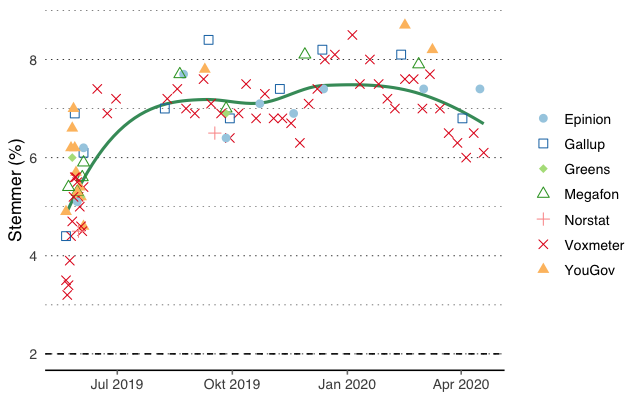 Stemmer (%)
8
6
4
2
Jul 2019
Okt 2019
Jan 2020
Apr 2020
Epinion
Gallup
Greens
Megafon
Norstat
Voxmeter
YouGov